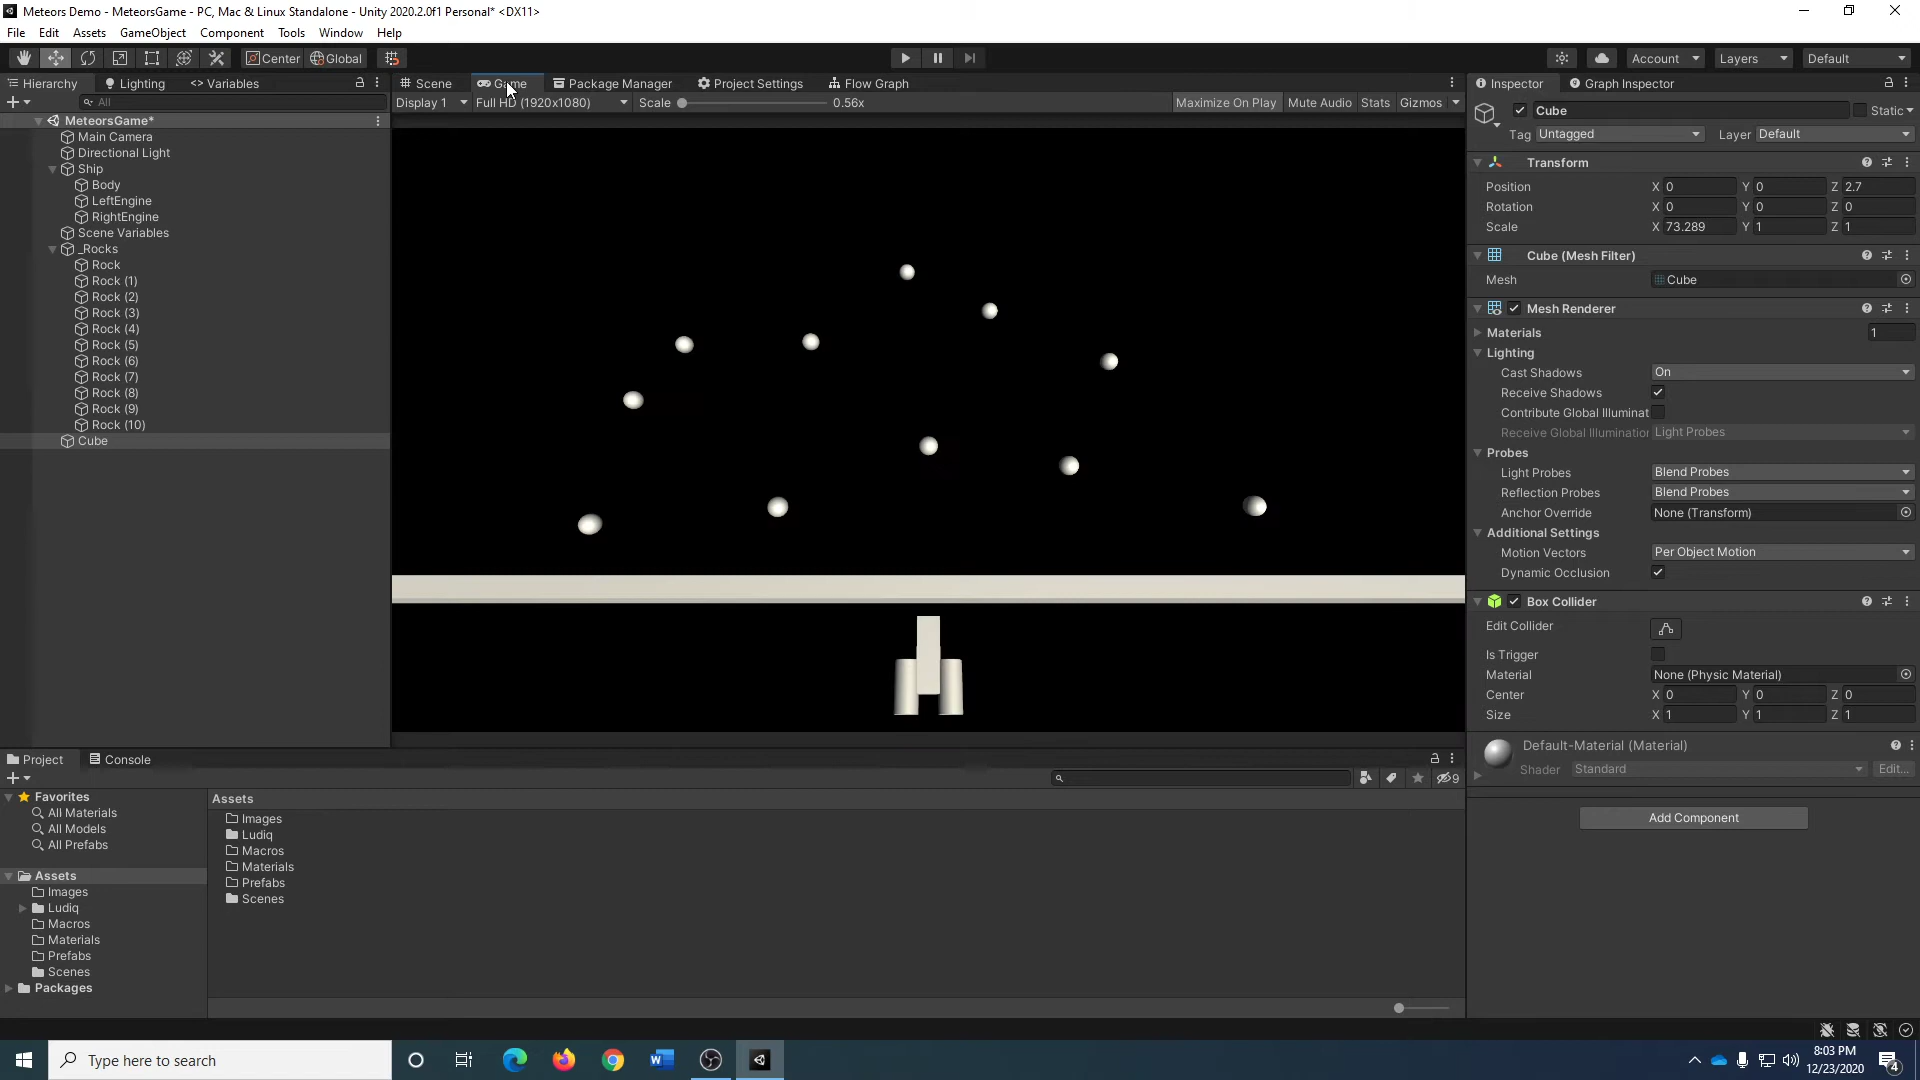 Meteors Demo - MeteorsGame - PC, Mac & Linux Standalone - Unity 2020.2.0f1 Personal* <DX11>
File Edit Assets GameObject Component Tools Window Help
Center Global Account Layers Default
Hierarchy Lighting <> Variables
Scene Game Package Manager Project Settings Flow Graph
Inspector Graph Inspector
All
Display 1 Full HD (1920x1080) Scale 0.56x Maximize On Play Mute Audio Stats Gizmos
MeteorsGame*
Main Camera
Directional Light
Ship
Body
LeftEngine
RightEngine
Scene Variables
_Rocks
Rock
Rock (1)
Rock (2)
Rock (3)
Rock (4)
Rock (5)
Rock (6)
Rock (7)
Rock (8)
Rock (9)
Rock (10)
Cube
Cube Static
Tag Untagged Layer Default
Transform
Position X 0 Y 0 Z 2.7
Rotation X 0 Y 0 Z 0
Scale X 73.289 Y 1 Z 1
Cube (Mesh Filter)
Mesh Cube
Mesh Renderer
Materials 1
Lighting
Cast Shadows On
Receive Shadows
Contribute Global Illuminat
Receive Global Illumination Light Probes
Probes
Light Probes Blend Probes
Reflection Probes Blend Probes
Anchor Override None (Transform)
Additional Settings
Motion Vectors Per Object Motion
Dynamic Occlusion
Box Collider
Edit Collider
Is Trigger
Material None (Physic Material)
Center X 0 Y 0 Z 0
Size X 1 Y 1 Z 1
Default-Material (Material)
Shader Standard Edit...
Add Component
Project Console
9
Favorites
All Materials
All Models
All Prefabs
Assets
Images
Ludiq
Macros
Materials
Prefabs
Scenes
Packages
Assets
Images
Ludiq
Macros
Materials
Prefabs
Scenes
Type here to search
8:03 PM
12/23/2020
4